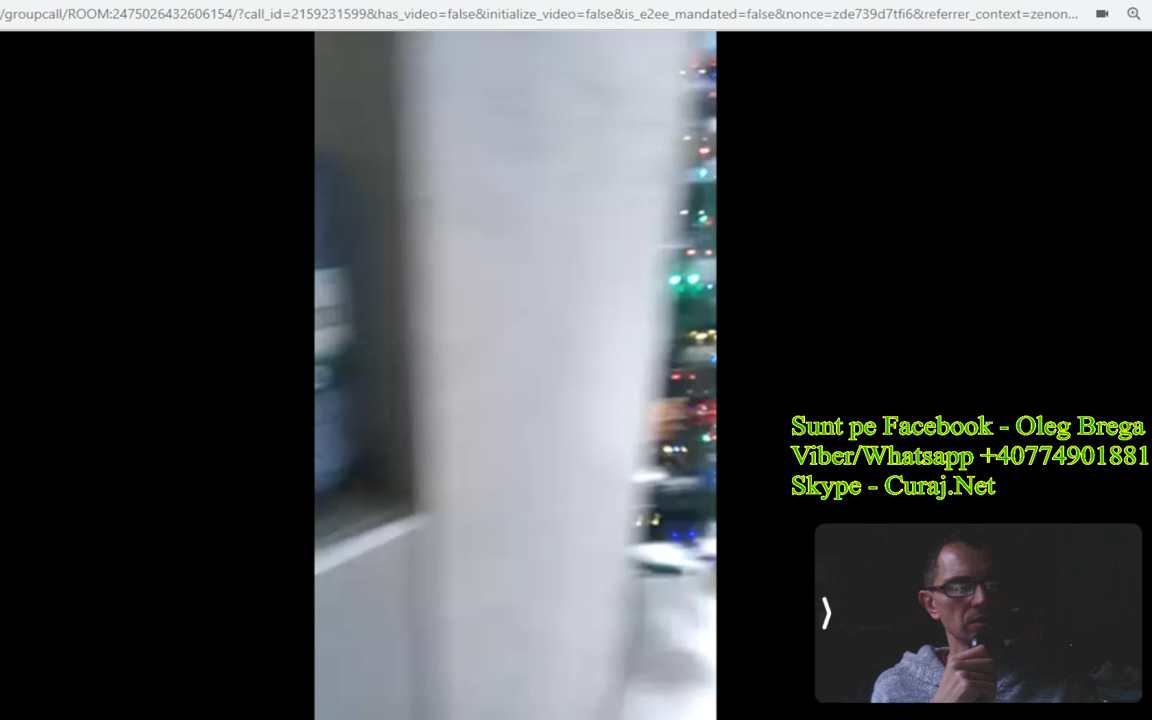 /groupcall/ROOM:2475026432606154/?call_id=2159231599&has_video=false&initialize_video=false&is_e2ee_mandated=false&nonce=zde739d7tfi6&referrer_context=zenon...
Sunt pe Facebook - Oleg Brega
Viber/Whatsapp +40774901881
Skype - Curaj.Net